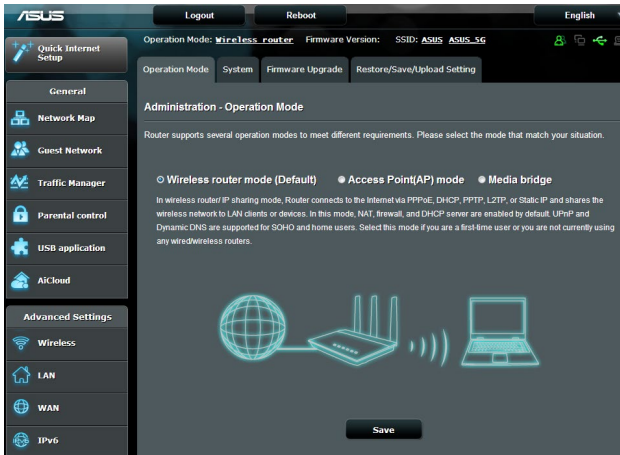 ASUS
Logout
Reboot
English
Quick Internet
Setup
Operation Mode: Wireless router Firmware Version: SSID: ASUS ASUS_5G
Operation Mode
System
Firmware Upgrade
Restore/Save/Upload Setting
General
Network Map
Guest Network
Traffic Manager
Parental control
USB application
AiCloud
Advanced Settings
Wireless
LAN
WAN
IPv6
Administration - Operation Mode
Router supports several operation modes to meet different requirements. Please select the mode that match your situation.
Wireless router mode (Default)
Access Point(AP) mode
Media bridge
In wireless router/ IP sharing mode, Router connects to the Internet via PPPoE, DHCP, PPTP, L2TP, or Static IP and shares the
wireless network to LAN clients or devices. In this mode, NAT, firewall, and DHCP server are enabled by default. UPnP and
Dynamic DNS are supported for SOHO and home users. Select this mode if you are a first-time user or you are not currently using
any wired/wireless routers.
Save